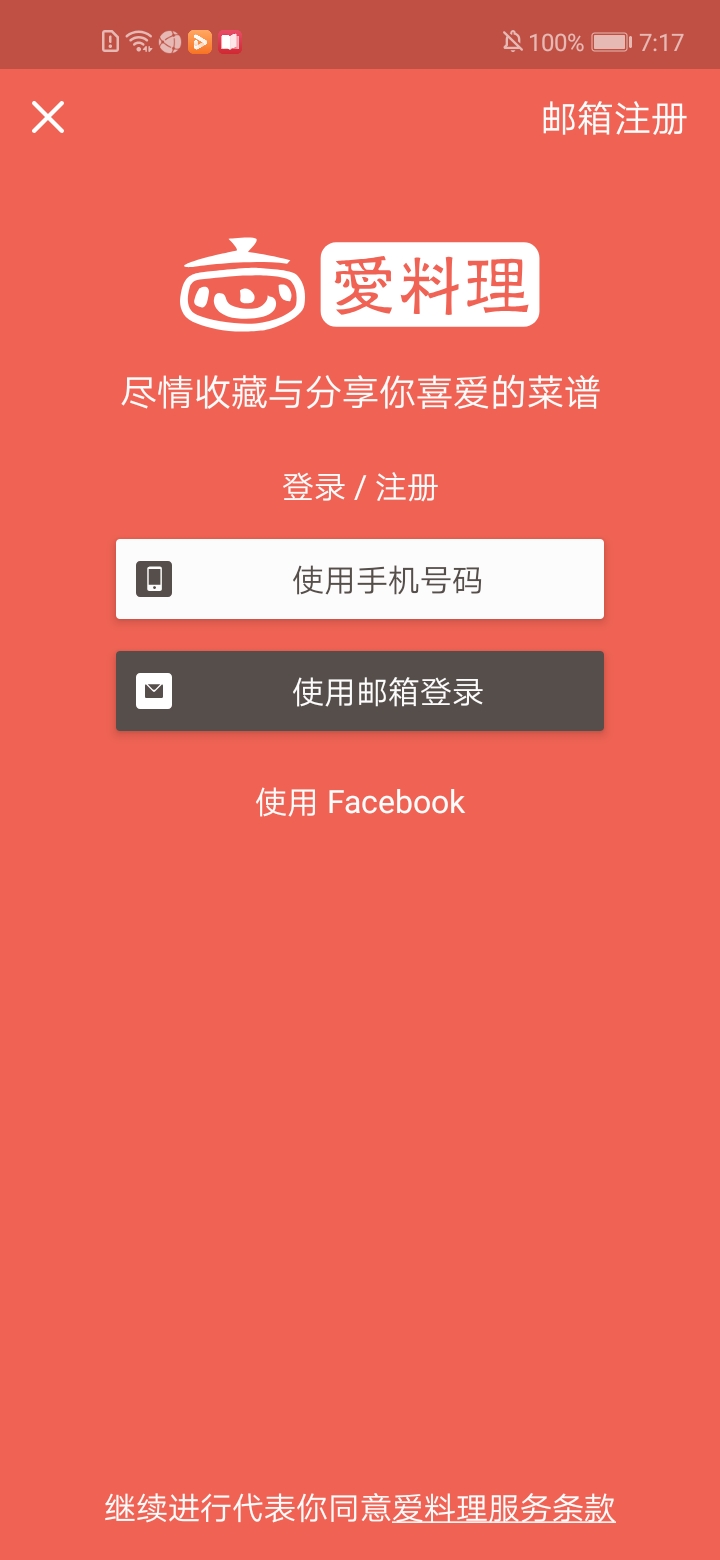 100% 7:17
邮箱注册
愛料理
尽情收藏与分享你喜爱的菜谱
登录 / 注册
使用手机号码
使用邮箱登录
使用 Facebook
继续进行代表你同意爱料理服务条款